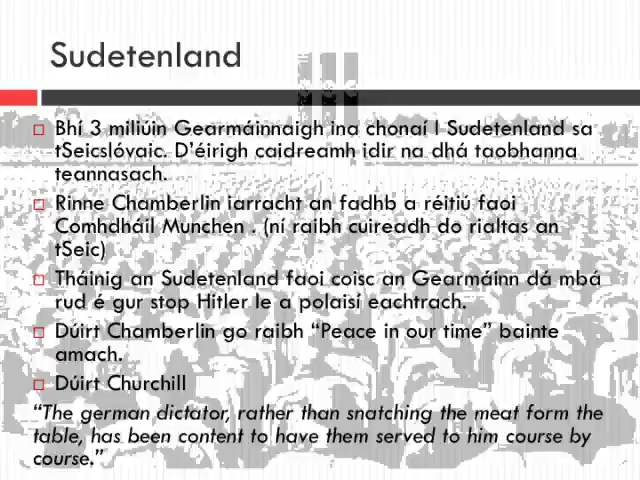 Sudetenland
Bhí 3 miliúin Gearmáinnaigh ina chonaí I Sudetenland sa
tSeicslóvaic. D'éirigh caidreamh idir na dhá taobhanna
teannasach.
Rinne Chamberlin iarracht an fadhb a réitiú faoi
Comhdháil Munchen . (ní raibh cuireadh do rialtas an
tSeic)
Tháinig an Sudetenland faoi coisc an Gearmáinn dá mbá
rud é gur stop Hitler le a polaisí eachtrach.
Dúirt Chamberlin go raibh “Peace in our time” bainte
amach.
Dúirt Churchill
“The german dictator, rather than snatching the meat form the
table, has been content to have them served to him course by
course.”